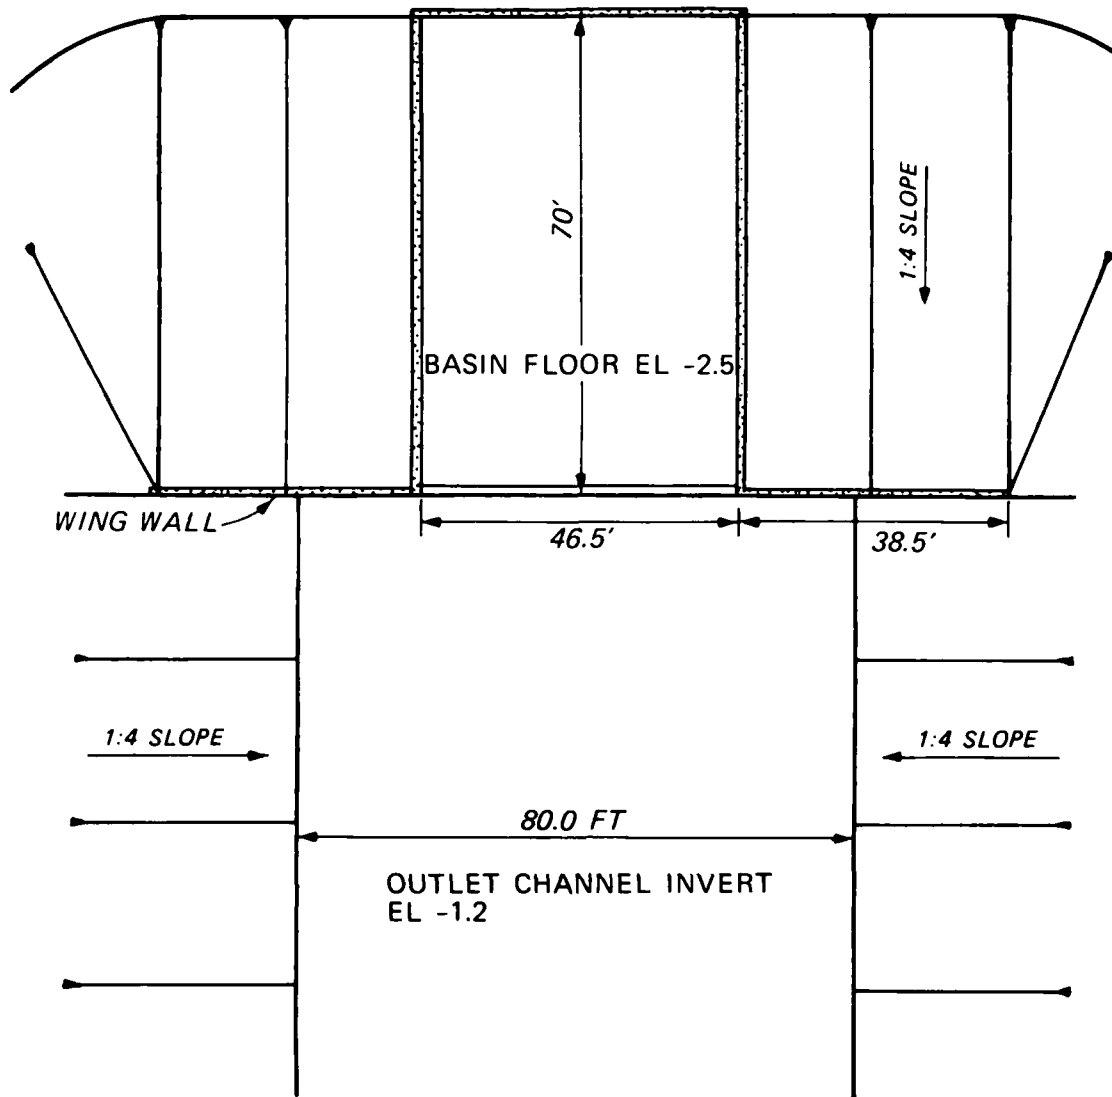 70'
1:4 SLOPE
BASIN FLOOR EL -2.5
WING WALL
46.5'
38.5'
1:4 SLOPE
1:4 SLOPE
80.0 FT
OUTLET CHANNEL INVERT
EL -1.2